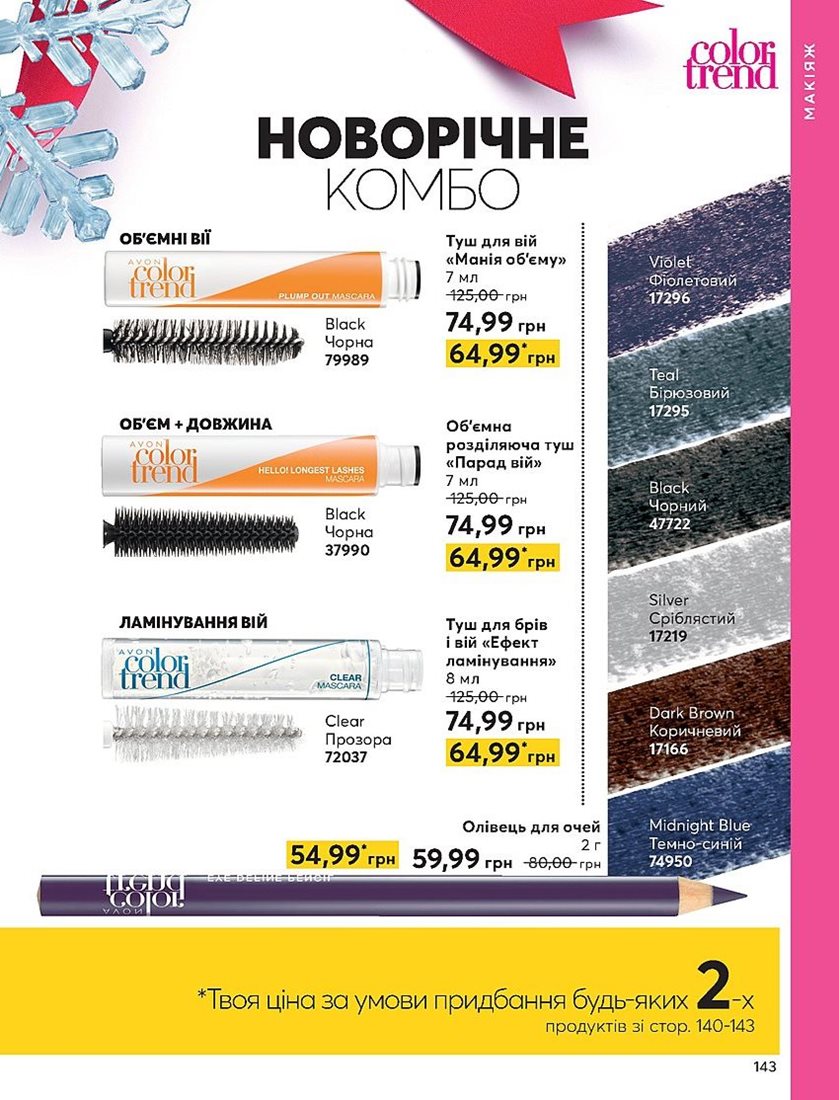 color
trend
МАКІЯЖ
НОВОРІЧНЕ
КОМБО
ОБ'ЄМНІ ВІЇ
AVON
color
trend
PLUMP OUT MASCARA
Black
Чорна
79989
Туш для вій
«Манія об'єму»
7 мл
125,00 грн
74,99 грн
64,99* грн
ОБ'ЄМ + ДОВЖИНА
AVON
color
trend
HELLO! LONGEST LASHES
MASCARA
Black
Чорна
37990
Об'ємна
розділяюча туш
«Парад вій»
7 мл
125,00 грн
74,99 грн
64,99* грн
ЛАМІНУВАННЯ ВІЙ
AVON
color
trend
CLEAR
MASCARA
Clear
Прозора
72037
Туш для брів
і вій «Ефект
ламінування»
8 мл
125,00 грн
74,99 грн
64,99* грн
Violet
Фіолетовий
17296
Teal
Бірюзовий
17295
Black
Чорний
47722
Silver
Сріблястий
17219
Dark Brown
Коричневий
17166
Midnight Blue
Темно-синій
74950
Олівець для очей
2 г
54,99* грн 59,99 грн 80,00 грн
color
trend
AVON
*Твоя ціна за умови придбання будь-яких 2-х
продуктів зі стор. 140-143
143